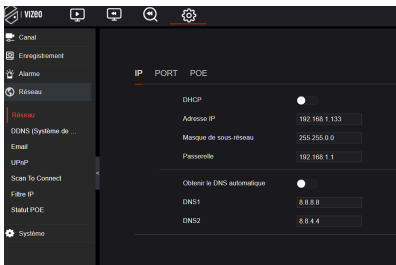 VIZEO
Canal
Enregistrement
Alarme
Réseau
Réseau
DDNS (Système de ...
Email
UPnP
Scan To Connect
Filtre IP
Statut POE
Système
IP PORT POE
DHCP
Adresse IP 192.168.1.133
Masque de sous-réseau 255.255.0.0
Passerelle 192.168.1.1
Obtenir le DNS automatique
DNS1 8.8.8.8
DNS2 8.8.4.4